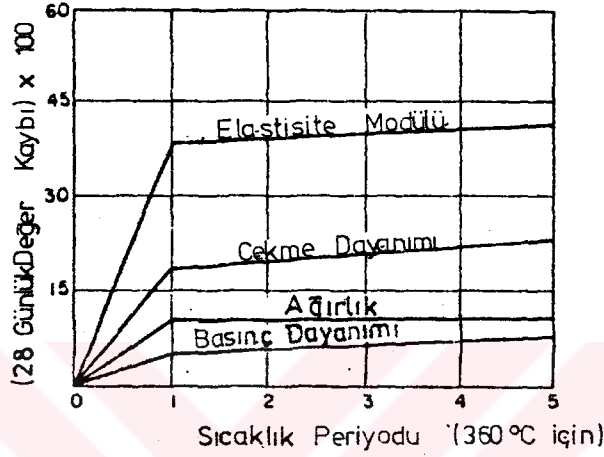 (28 GünlükDeğer Kaybı) x 100
60
45
30
15
Elastisite Modülü
Çekme Dayanımı
Ağırlık
Basınç Dayanımı
0 1 2 3 4 5
Sıcaklık Periyodu (360 °C için)